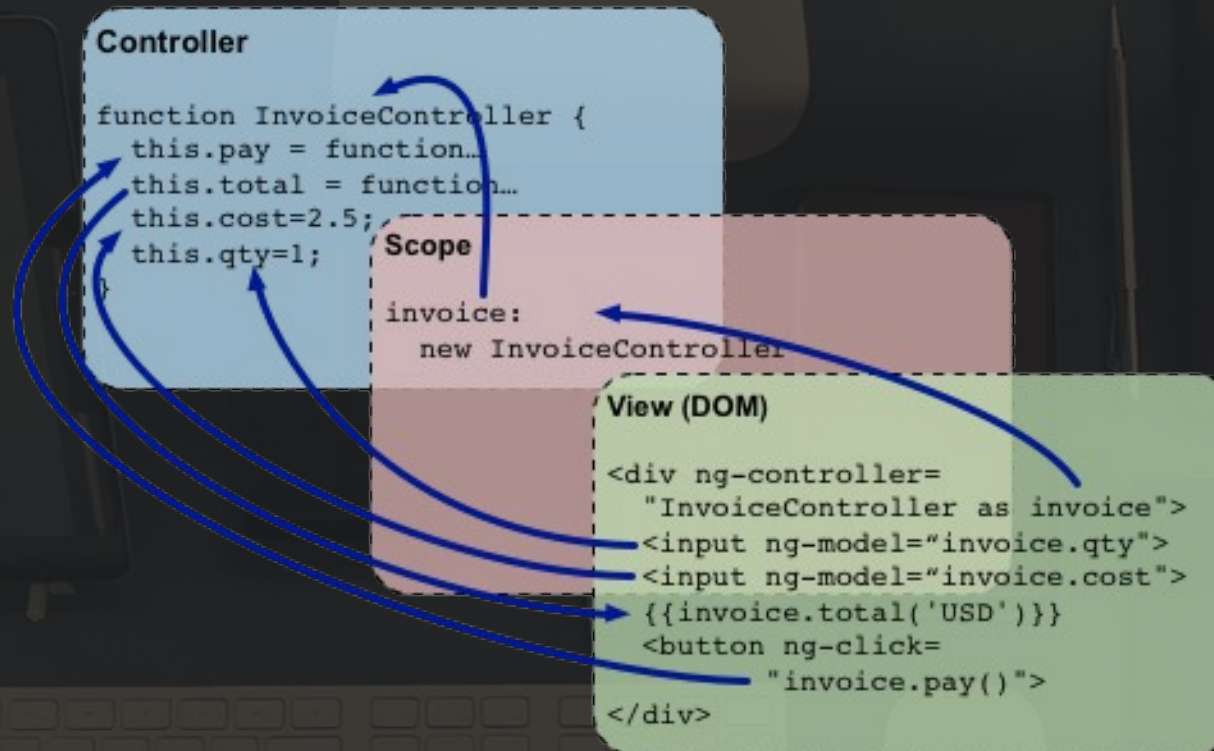 Controller
function InvoiceController {
this.pay = function…
this.total = function…
this.cost=2.5;
this.qty=1;
}
Scope
invoice:
new InvoiceController
View (DOM)
<div ng-controller=
"InvoiceController as invoice">
<input ng-model=“invoice.qty">
<input ng-model=“invoice.cost">
{{invoice.total('USD')}}
<button ng-click=
"invoice.pay()">
</div>